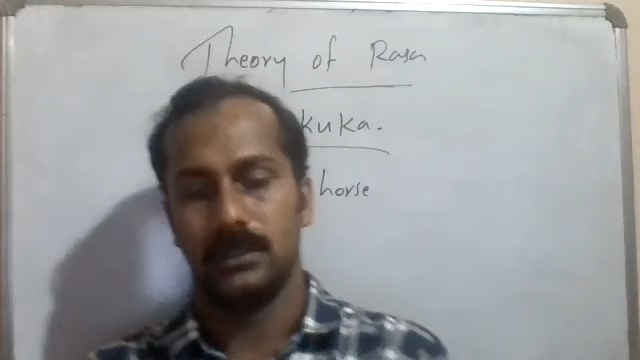 Theory of Rasa
kuka.
horse